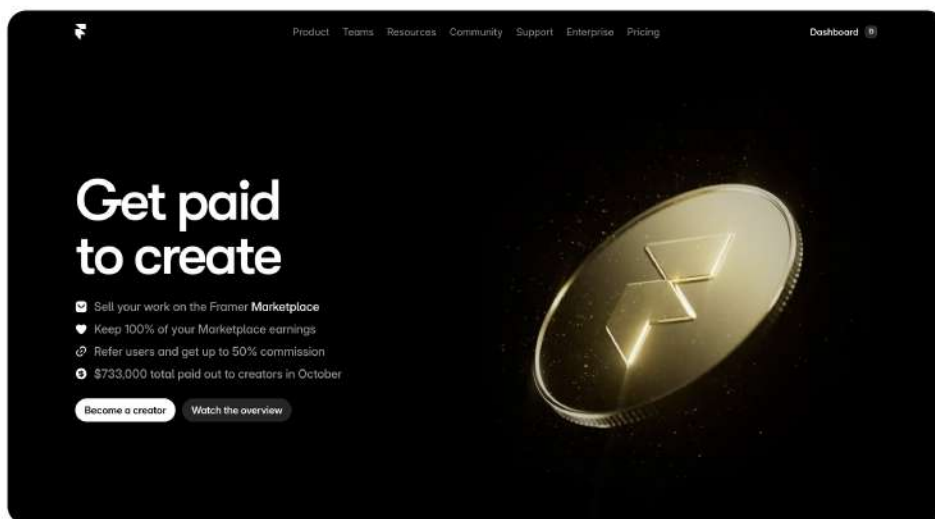 Product Teams Resources Community Support Enterprise Pricing
Dashboard
Get paid
to create
Sell your work on the Framer Marketplace
Keep 100% of your Marketplace earnings
Refer users and get up to 50% commission
$733,000 total paid out to creators in October
Become a creator Watch the overview